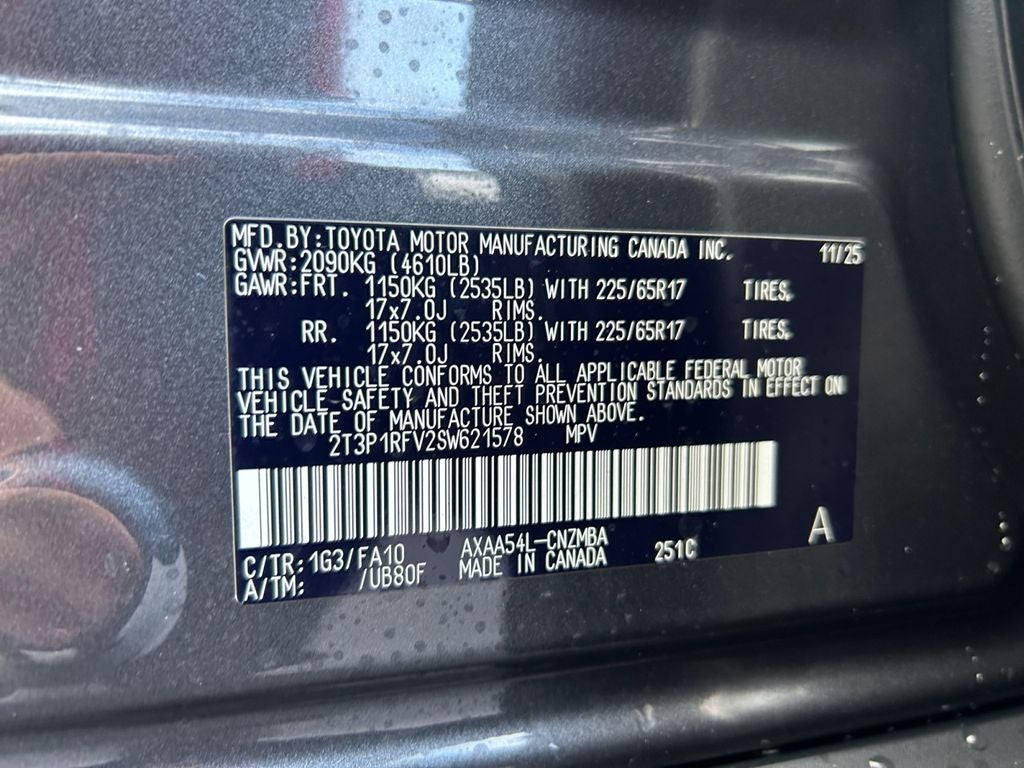 MFD.BY:TOYOTA MOTOR MANUFACTURING CANADA INC. 11/25
GVWR:2090KG (4610LB)
GAWR:FRT. 1150KG (2535LB) WITH 225/65R17 TIRES,
17x7.0J RIMS.
RR. 1150KG (2535LB) WITH 225/65R17 TIRES,
17x7.0J RIMS.
THIS VEHICLE CONFORMS TO ALL APPLICABLE FEDERAL MOTOR
VEHICLE SAFETY AND THEFT PREVENTION STANDARDS IN EFFECT ON
THE DATE OF MANUFACTURE SHOWN ABOVE.
2T3P1RFV2SW621578 MPV
C/TR:1G3/FA10 AXAA54L-CNZMBA 251C A
A/TM: /UB80F MADE IN CANADA